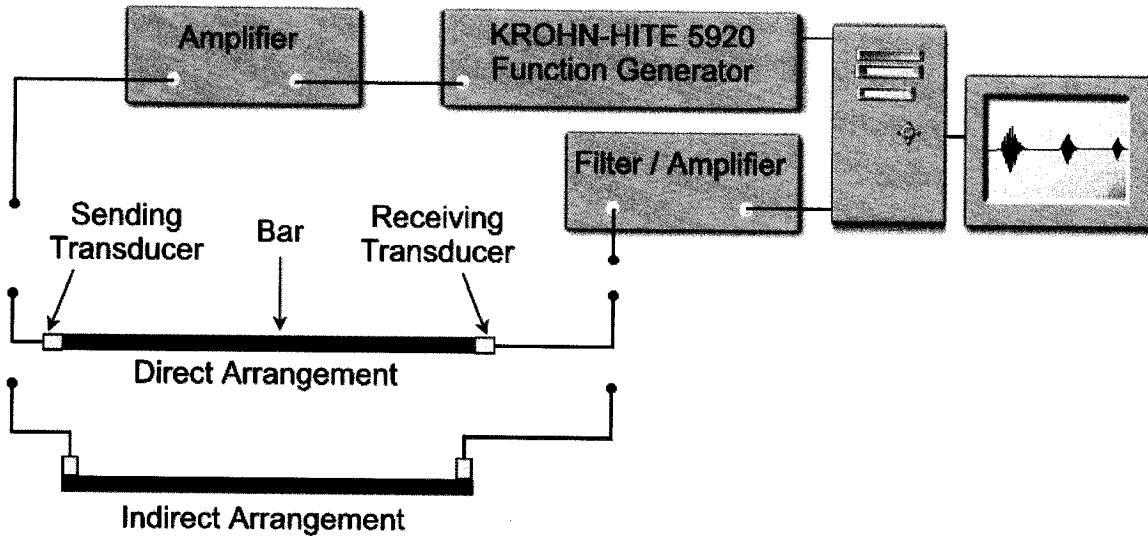 Amplifier
KROHN-HITE 5920
Function Generator
Filter / Amplifier
Sending
Transducer
Bar
Receiving
Transducer
Direct Arrangement
Indirect Arrangement